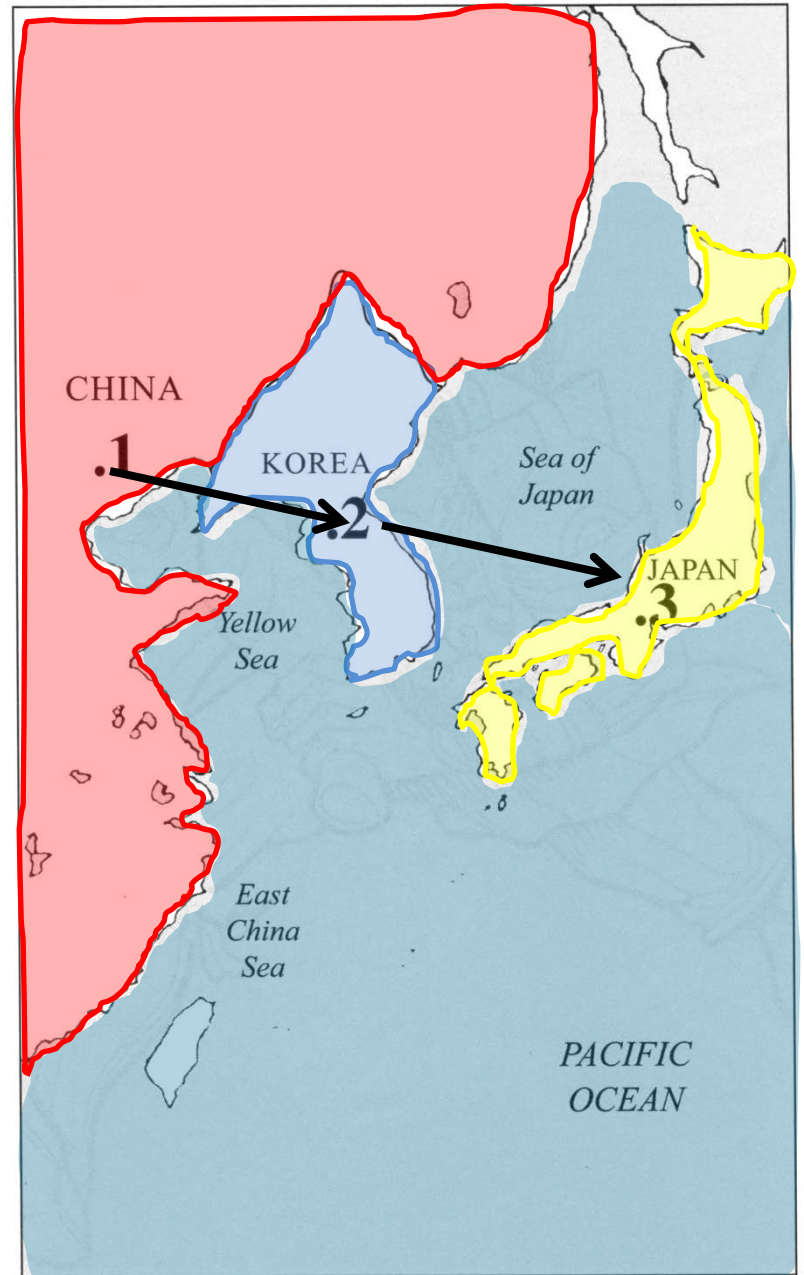 CHINA
.1
KOREA
.2
Sea of
Japan
JAPAN
.3
Yellow
Sea
East
China
Sea
PACIFIC
OCEAN